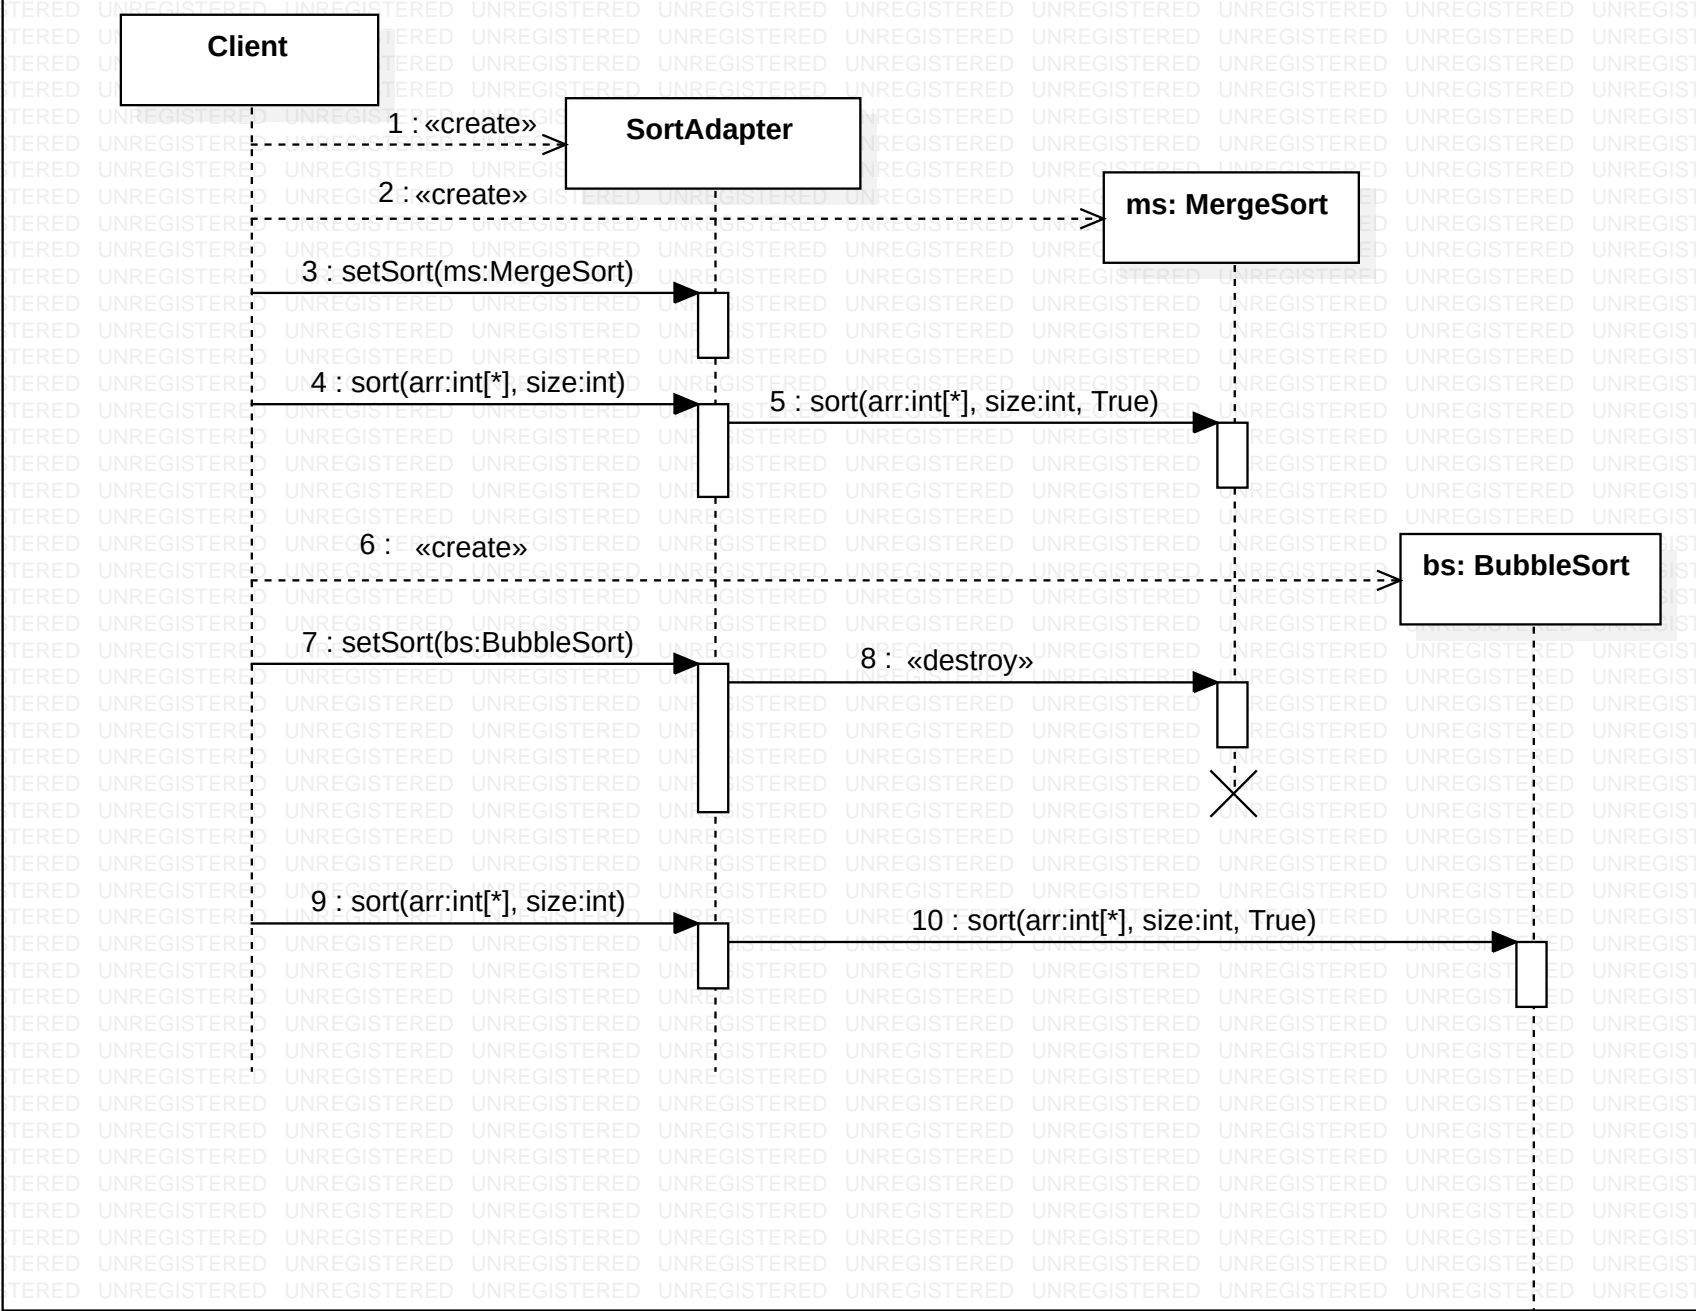 Client
1 : «create»
SortAdapter
2 : «create»
ms: MergeSort
3 : setSort(ms:MergeSort)
4 : sort(arr:int[*], size:int)
5 : sort(arr:int[*], size:int, True)
6 : «create»
bs: BubbleSort
7 : setSort(bs:BubbleSort)
8 : «destroy»
9 : sort(arr:int[*], size:int)
10 : sort(arr:int[*], size:int, True)
UNREGISTERED